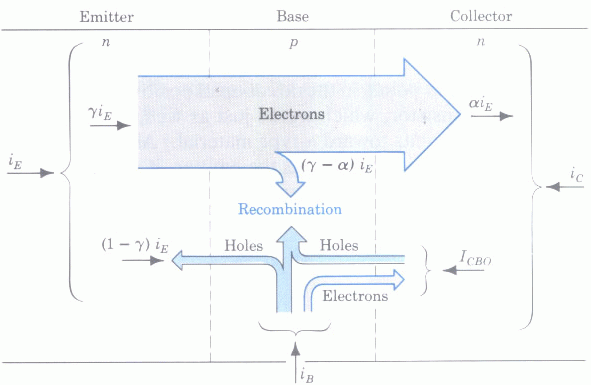 Emitter Base Collector
n p n
γi_E Electrons αi_E
i_E (γ − α) i_E i_C
Recombination
(1 − γ) i_E Holes Holes I_CBO
Electrons
i_B